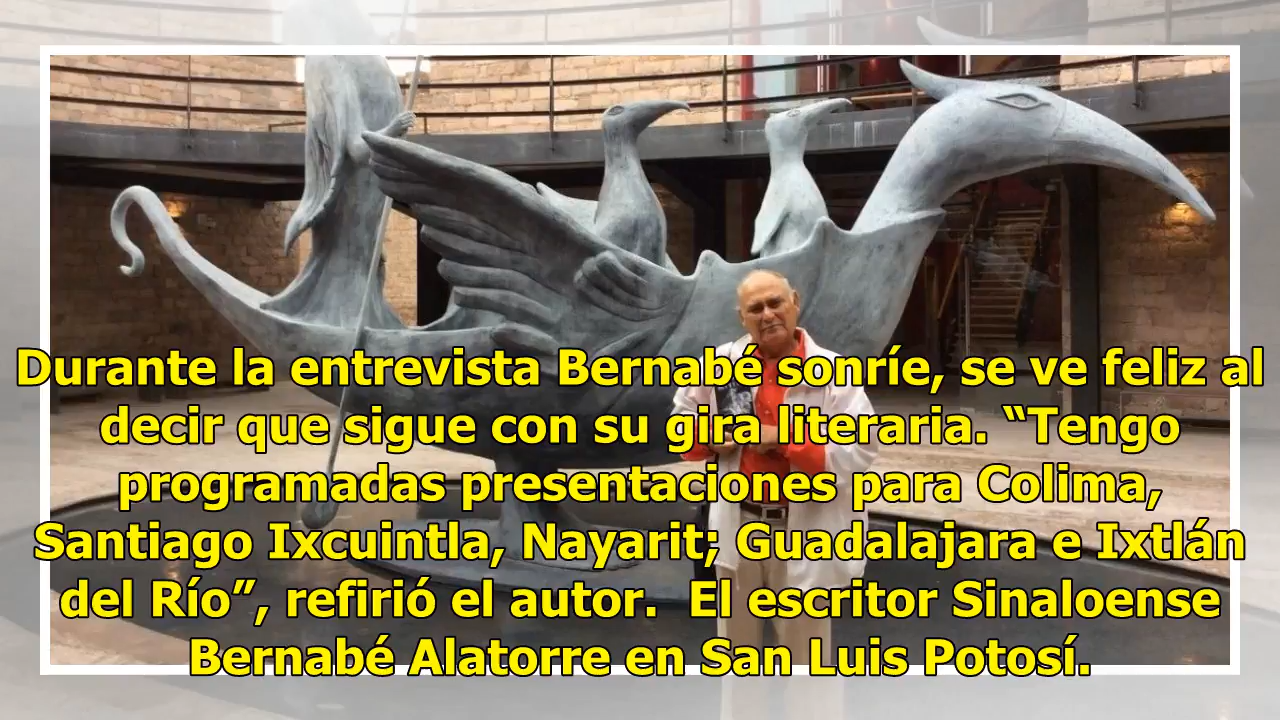 Durante la entrevista Bernabé sonríe, se ve feliz al
decir que sigue con su gira literaria. “Tengo
programadas presentaciones para Colima,
Santiago Ixcuintla, Nayarit; Guadalajara e Ixtlán
del Río”, refirió el autor.  El escritor Sinaloense
Bernabé Alatorre en San Luis Potosí.